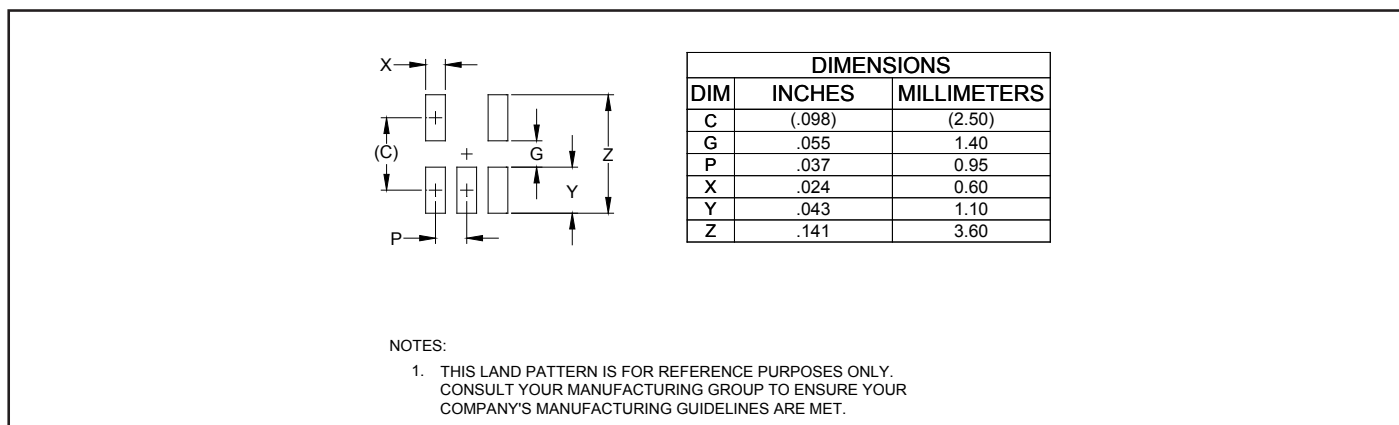 X
(C)
G
Z
Y
P
DIMENSIONS
DIM INCHES MILLIMETERS
C (.098) (2.50)
G .055 1.40
P .037 0.95
X .024 0.60
Y .043 1.10
Z .141 3.60
NOTES:
1. THIS LAND PATTERN IS FOR REFERENCE PURPOSES ONLY.
CONSULT YOUR MANUFACTURING GROUP TO ENSURE YOUR
COMPANY'S MANUFACTURING GUIDELINES ARE MET.